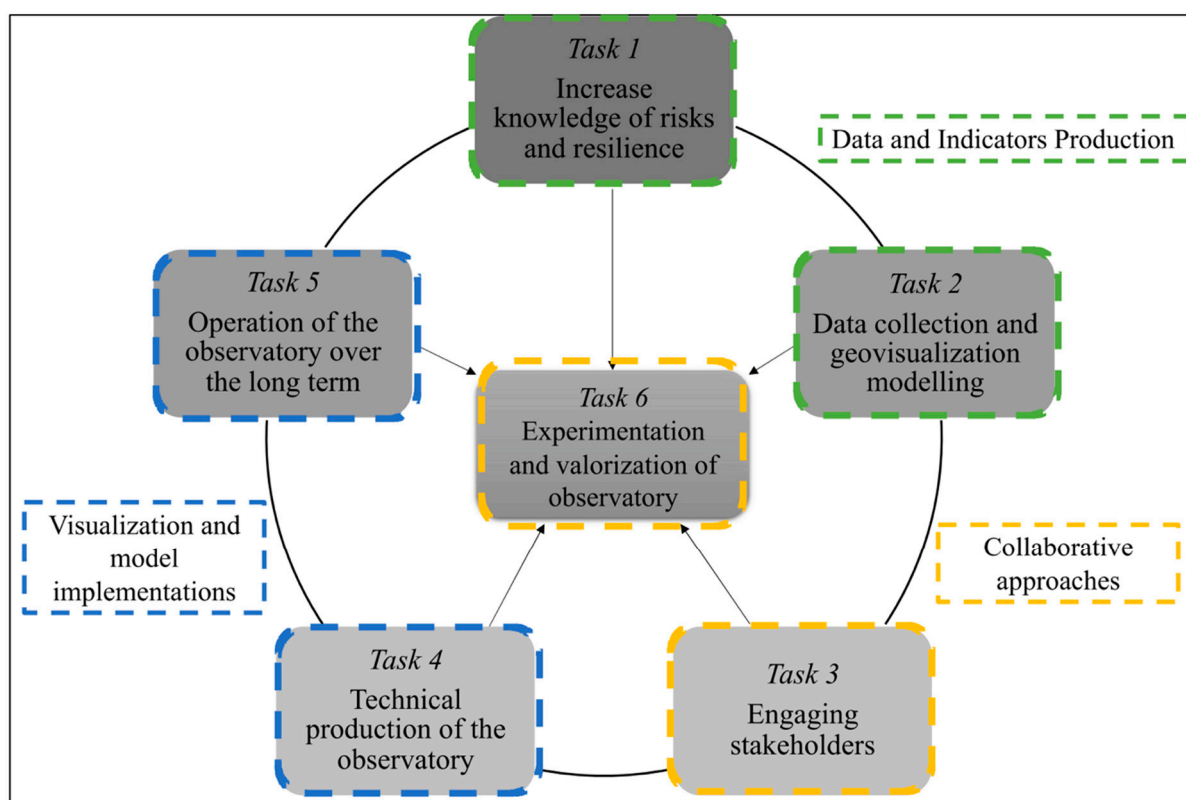 Task 1
Increase
knowledge of risks
and resilience
Data and Indicators Production
Task 5
Operation of the
observatory over
the long term
Task 2
Data collection and
geovisualization
modelling
Task 6
Experimentation
and valorization of
observatory
Visualization and
model
implementations
Collaborative
approaches
Task 4
Technical
production of the
observatory
Task 3
Engaging
stakeholders